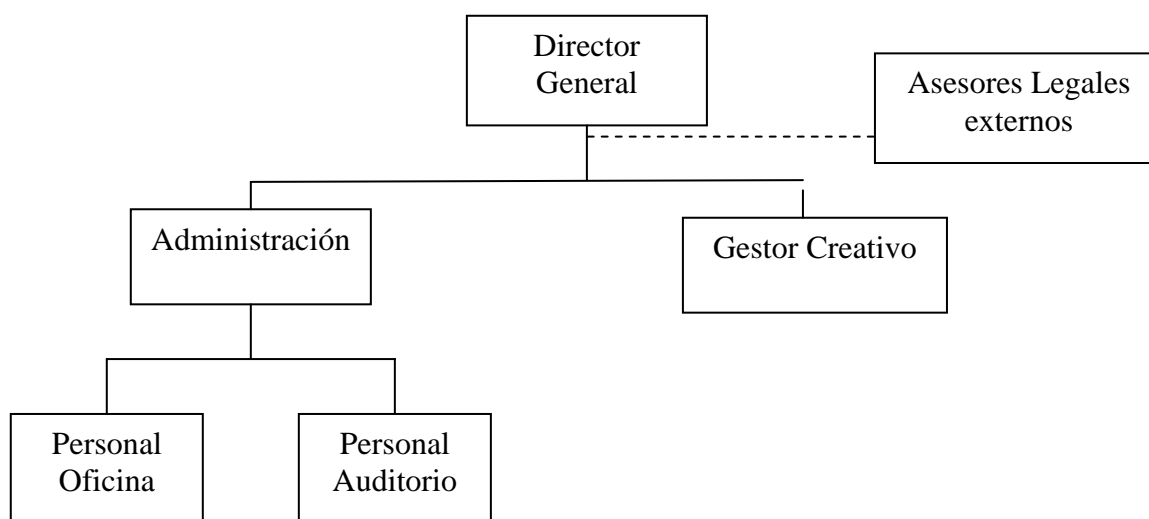 Director
General
Asesores Legales
externos
Administración
Gestor Creativo
Personal
Oficina
Personal
Auditorio